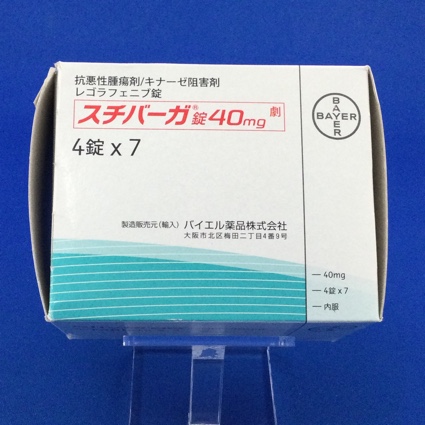 抗悪性腫瘍剤/キナーゼ阻害剤
レゴラフェニブ錠
スチバーガ®錠40mg
劇
4錠 x 7
BAYER
BAYER
製造販売元(輸入) バイエル薬品株式会社
大阪市北区梅田二丁目4番9号
40mg
4錠 x 7
内服